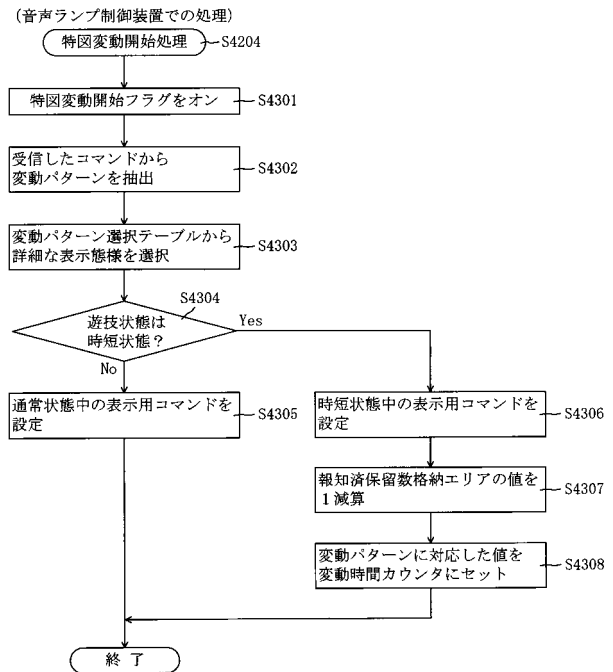 (音声ランプ制御装置での処理)
特図変動開始処理
S4204
特図変動開始フラグをオン
S4301
受信したコマンドから
変動パターンを抽出
S4302
変動パターン選択テーブルから
詳細な表示態様を選択
S4303
S4304
遊技状態は
時短状態?
Yes
No
通常状態中の表示用コマンドを
設定
S4305
時短状態中の表示用コマンドを
設定
S4306
報知済保留数格納エリアの値を
1減算
S4307
変動パターンに対応した値を
変動時間カウンタにセット
S4308
終了